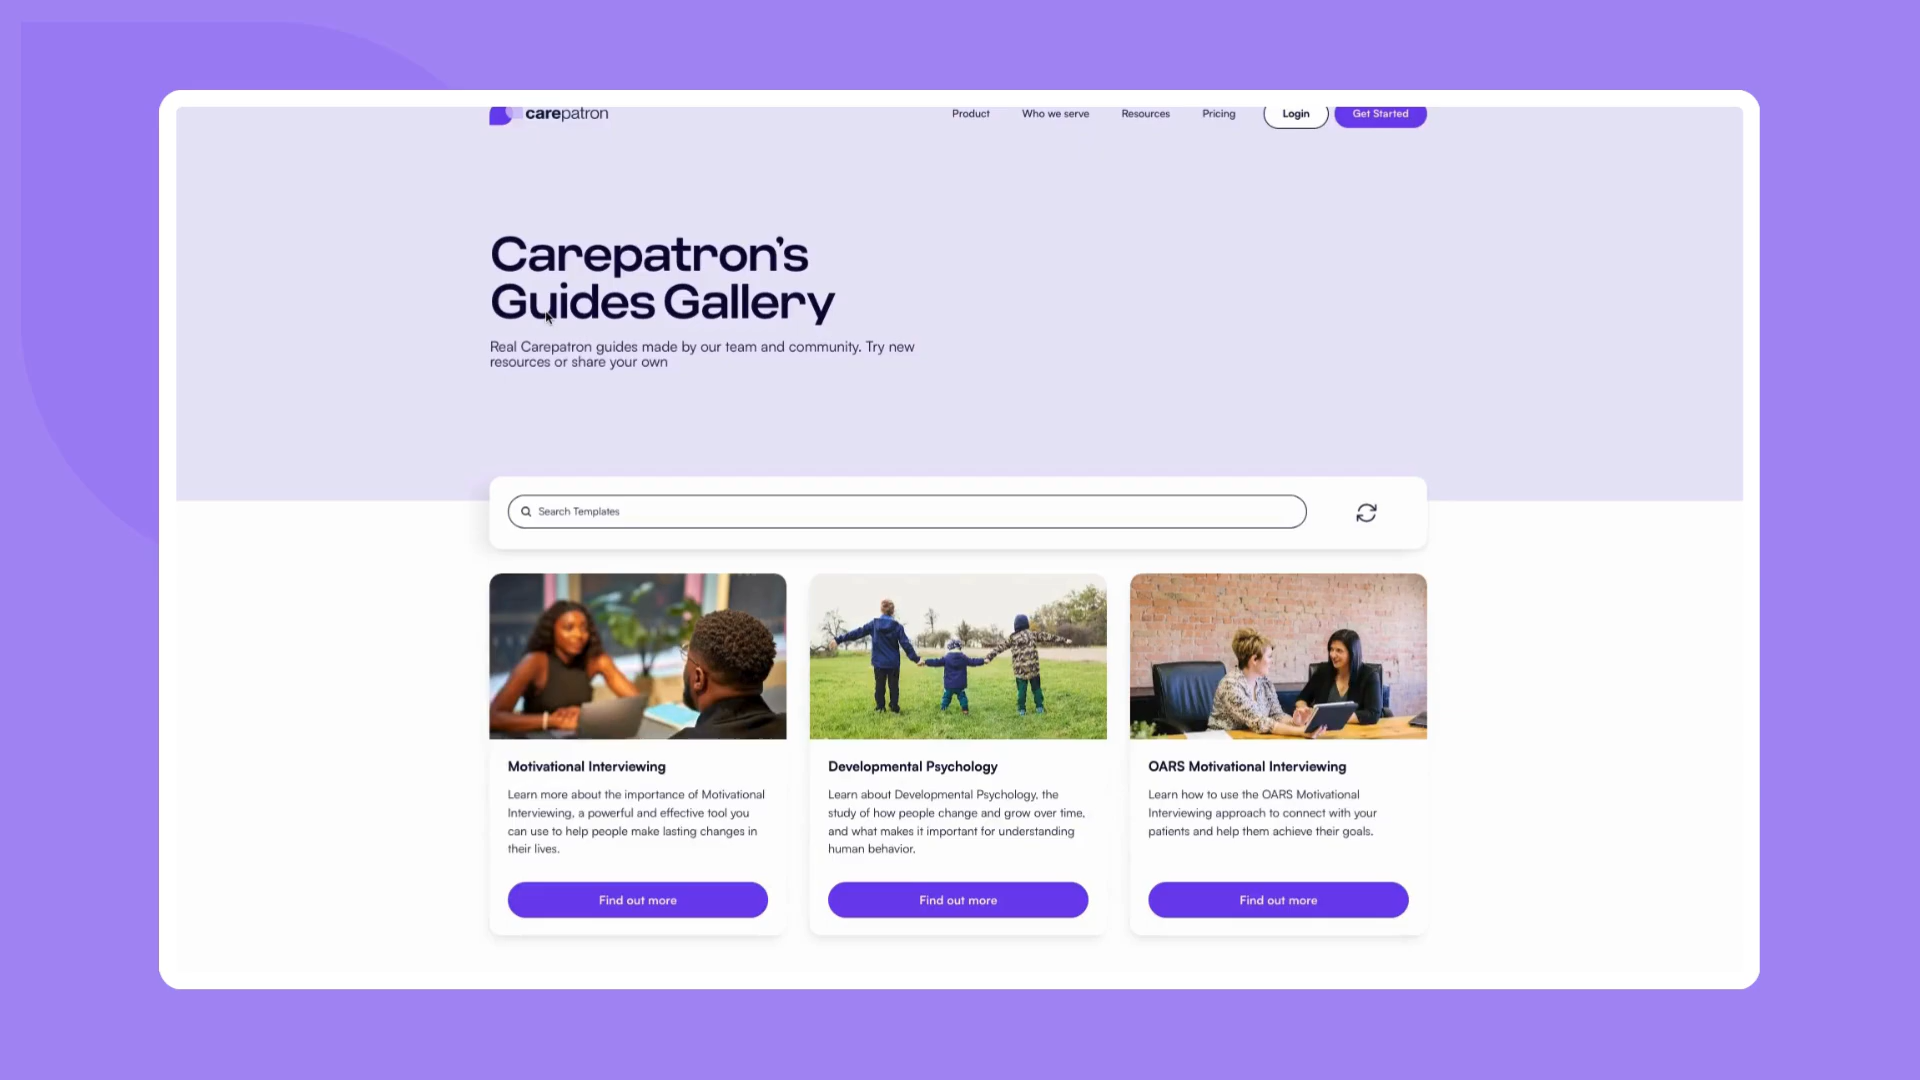 carepatron
Product
Who we serve
Resources
Pricing
Login
Get Started
Carepatron's
Guides Gallery
Real Carepatron guides made by our team and community. Try new
resources or share your own
Search Templates
Motivational Interviewing
Learn more about the importance of Motivational
Interviewing, a powerful and effective tool you
can use to help people make lasting changes in
their lives.
Find out more
Developmental Psychology
Learn about Developmental Psychology, the
study of how people change and grow over time,
and what makes it important for understanding
human behavior.
Find out more
OARS Motivational Interviewing
Learn how to use the OARS Motivational
Interviewing approach to connect with your
patients and help them achieve their goals.
Find out more